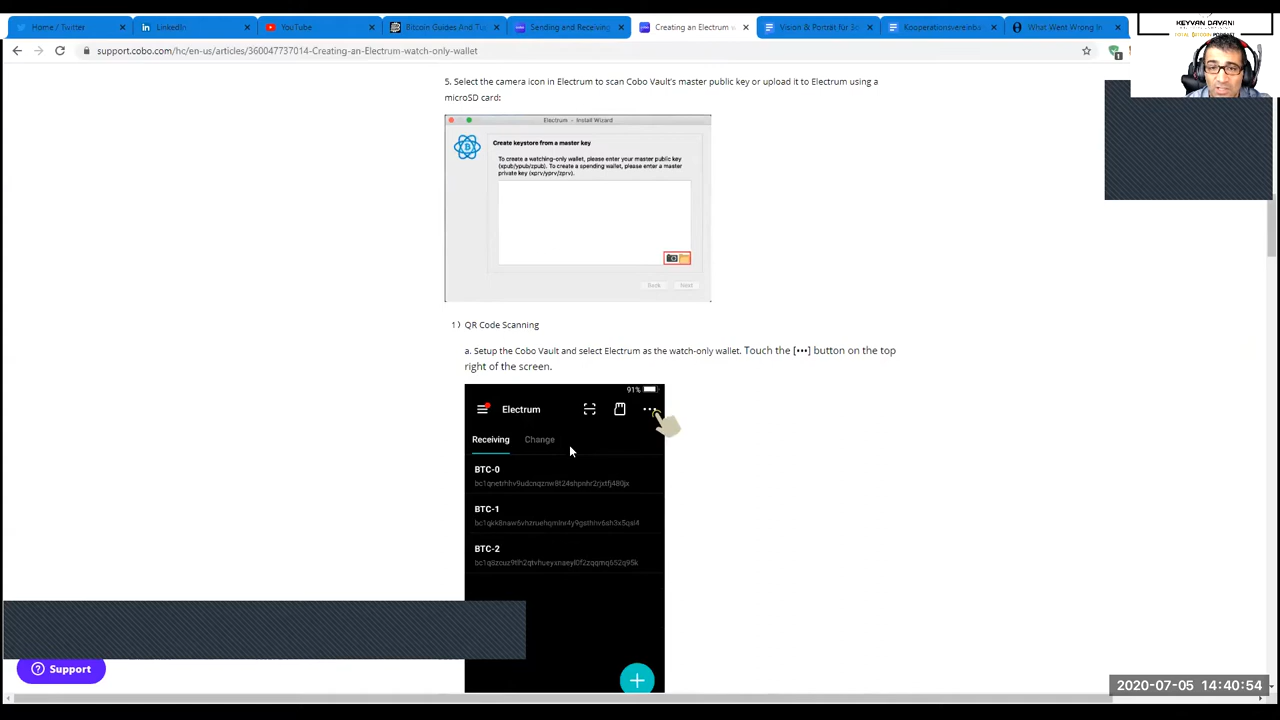 Home / Twitter
LinkedIn
YouTube
Bitcoin Guides And Tu
Sending and Receiving
Creating an Electrum w
Vision & Porträt für So
Kooperationsvereinba
What Went Wrong In
KEYVAN DAVANI
TOTAL BITCOIN PODCAST
support.cobo.com/hc/en-us/articles/360047737014-Creating-an-Electrum-watch-only-wallet
1
5. Select the camera icon in Electrum to scan Cobo Vault's master public key or upload it to Electrum using a
microSD card:
Electrum - Install Wizard
Create keystore from a master key
To create a watching-only wallet, please enter your master public key
(xpub/ypub/zpub). To create a spending wallet, please enter a master
private key (xprv/yprv/zprv).
Back
Next
1) QR Code Scanning
a. Setup the Cobo Vault and select Electrum as the watch-only wallet. Touch the [•••] button on the top
right of the screen.
91%
Electrum
Receiving
Change
BTC-0
BTC-1
BTC-2
Support
2020-07-05 14:40:54